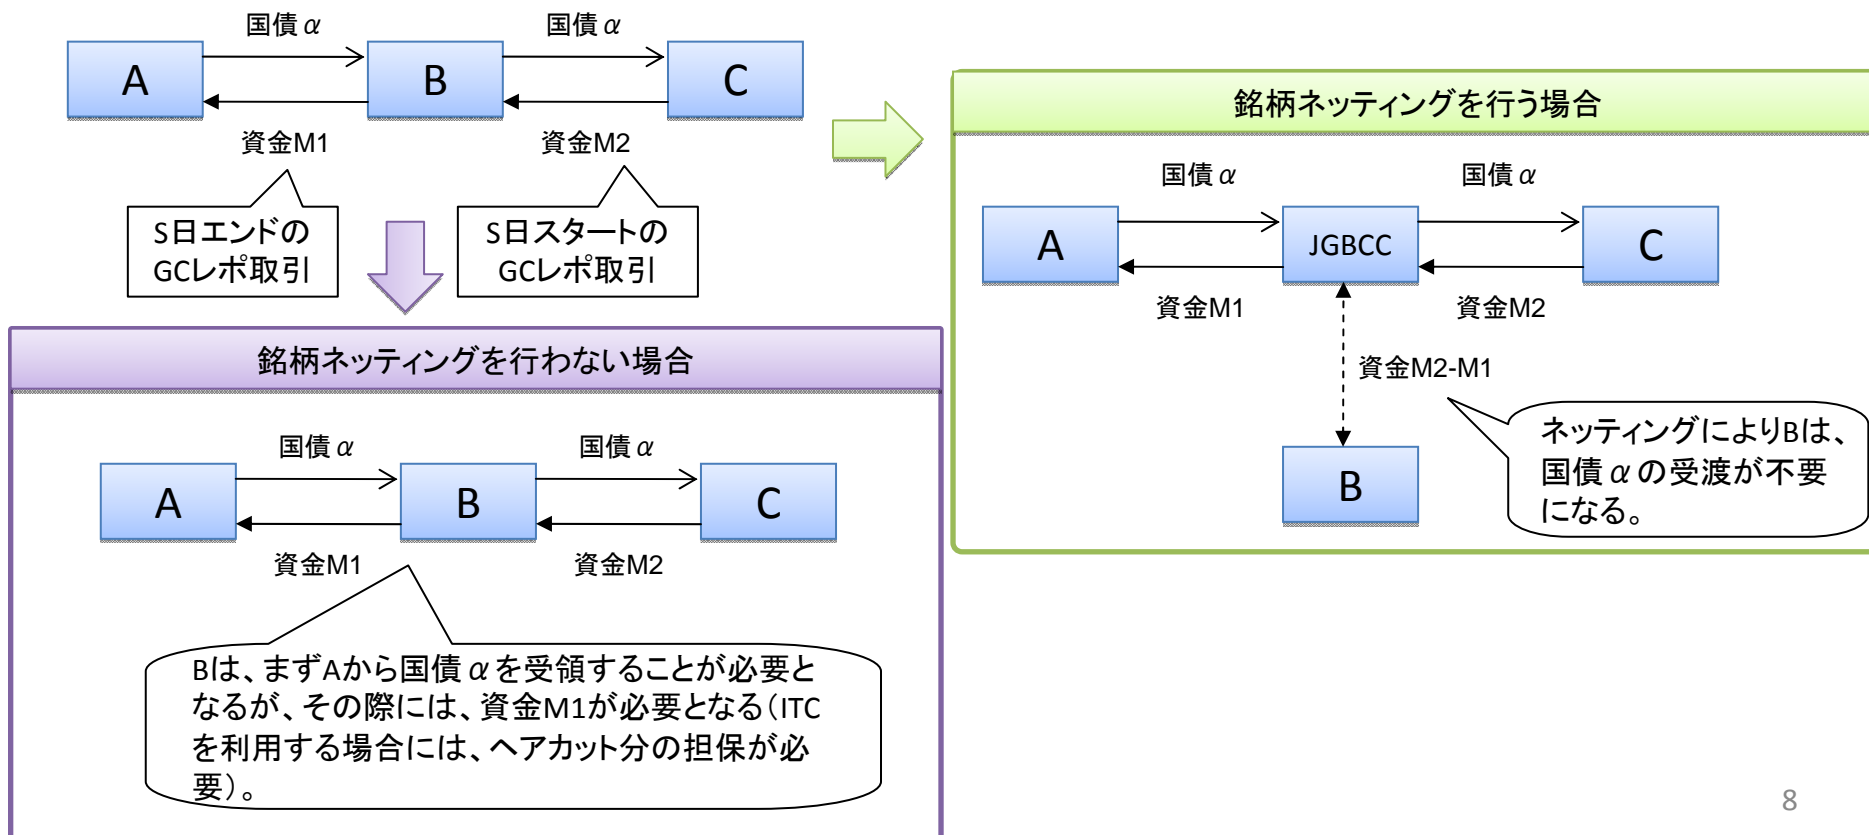 国債α
国債α
A
B
C
資金M1
資金M2
S日エンドの
GCレポ取引
S日スタートの
GCレポ取引
銘柄ネッティングを行わない場合
国債α
国債α
A
B
C
資金M1
資金M2
Bは、まずAから国債αを受領することが必要と
なるが、その際には、資金M1が必要となる（ITC
を利用する場合には、ヘアカット分の担保が必
要）。
銘柄ネッティングを行う場合
国債α
国債α
A
JGBCC
C
資金M1
資金M2
資金M2-M1
B
ネッティングによりBは、
国債αの受渡が不要
になる。
8